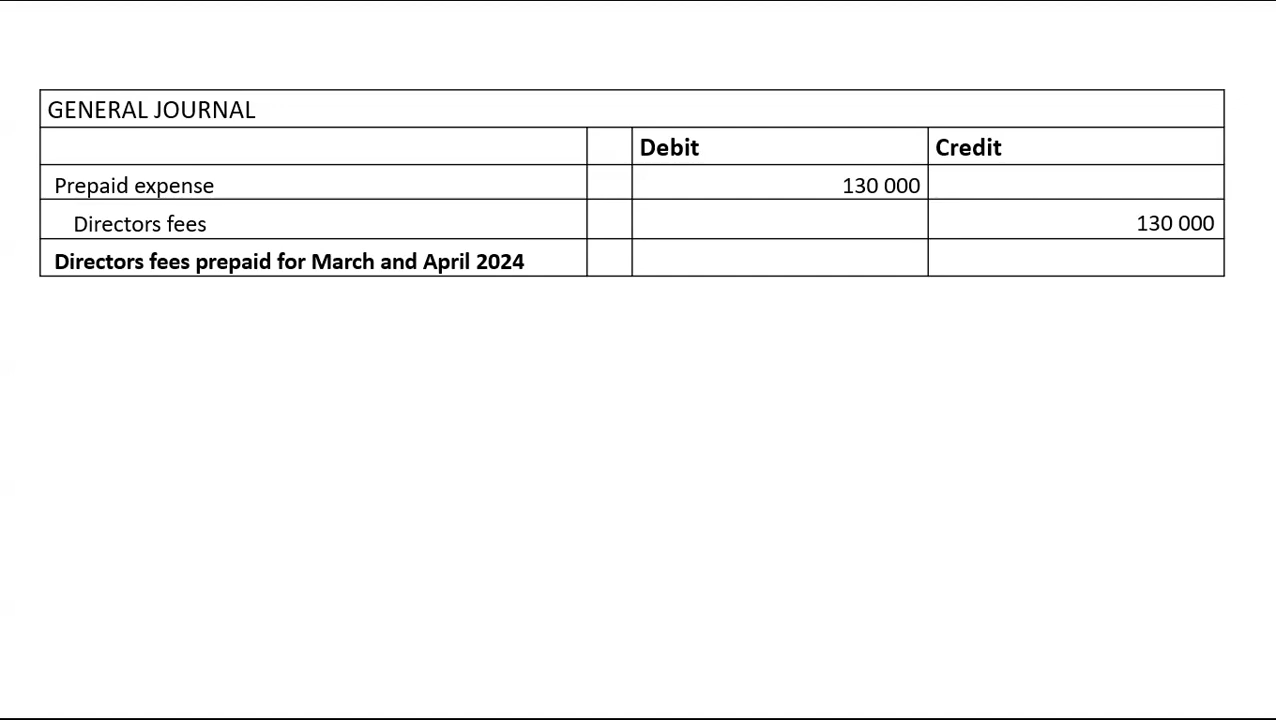 GENERAL JOURNAL
Debit Credit
Prepaid expense 130 000
Directors fees 130 000
Directors fees prepaid for March and April 2024